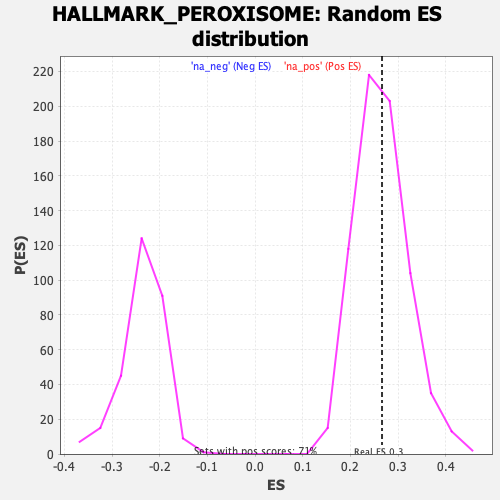 HALLMARK_PEROXISOME: Random ES
distribution
'na_neg' (Neg ES) 'na_pos' (Pos ES)
220
200
180
160
140
120
100
80
60
40
20
0
P(ES)
Sets with pos scores: 71%
Real ES 0.3
-0.4 -0.3 -0.2 -0.1 0.0 0.1 0.2 0.3 0.4
ES